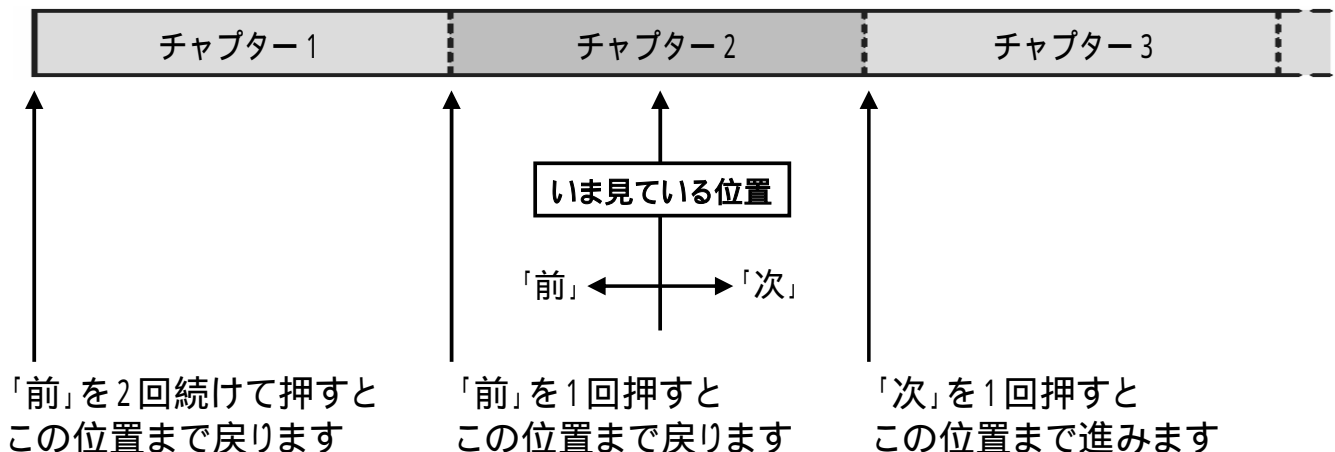 チャプター1
チャプター2
チャプター3
いま見ている位置
「前」
「次」
「前」を2回続けて押すと
この位置まで戻ります
「前」を1回押すと
この位置まで戻ります
「次」を1回押すと
この位置まで進みます